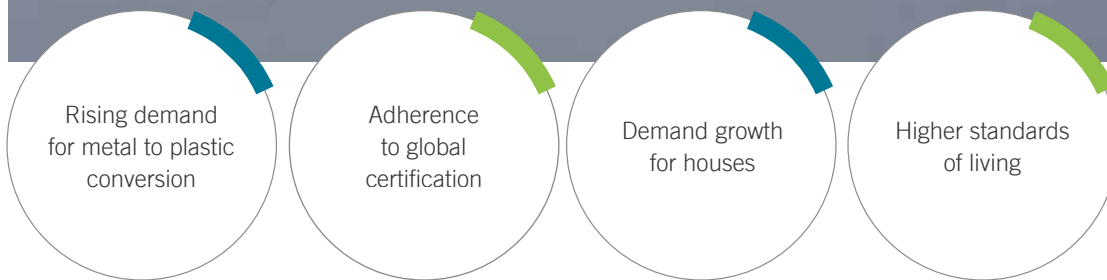 Rising demand
for metal to plastic
conversion
Adherence
to global
certification
Demand growth
for houses
Higher standards
of living